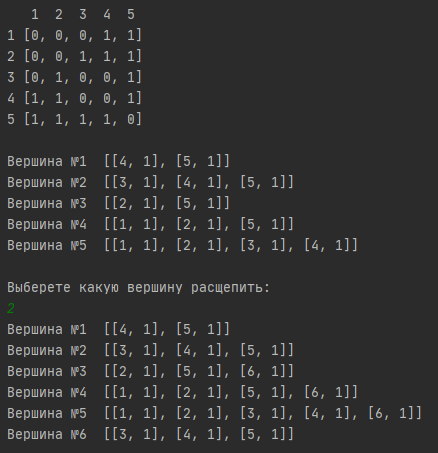 1 2 3 4 5
1 [0, 0, 0, 1, 1]
2 [0, 0, 1, 1, 1]
3 [0, 1, 0, 0, 1]
4 [1, 1, 0, 0, 1]
5 [1, 1, 1, 1, 0]
Вершина №1 [[4, 1], [5, 1]]
Вершина №2 [[3, 1], [4, 1], [5, 1]]
Вершина №3 [[2, 1], [5, 1]]
Вершина №4 [[1, 1], [2, 1], [5, 1]]
Вершина №5 [[1, 1], [2, 1], [3, 1], [4, 1]]
Выберете какую вершину расщепить:
2
Вершина №1 [[4, 1], [5, 1]]
Вершина №2 [[3, 1], [4, 1], [5, 1]]
Вершина №3 [[2, 1], [5, 1], [6, 1]]
Вершина №4 [[1, 1], [2, 1], [5, 1], [6, 1]]
Вершина №5 [[1, 1], [2, 1], [3, 1], [4, 1], [6, 1]]
Вершина №6 [[3, 1], [4, 1], [5, 1]]